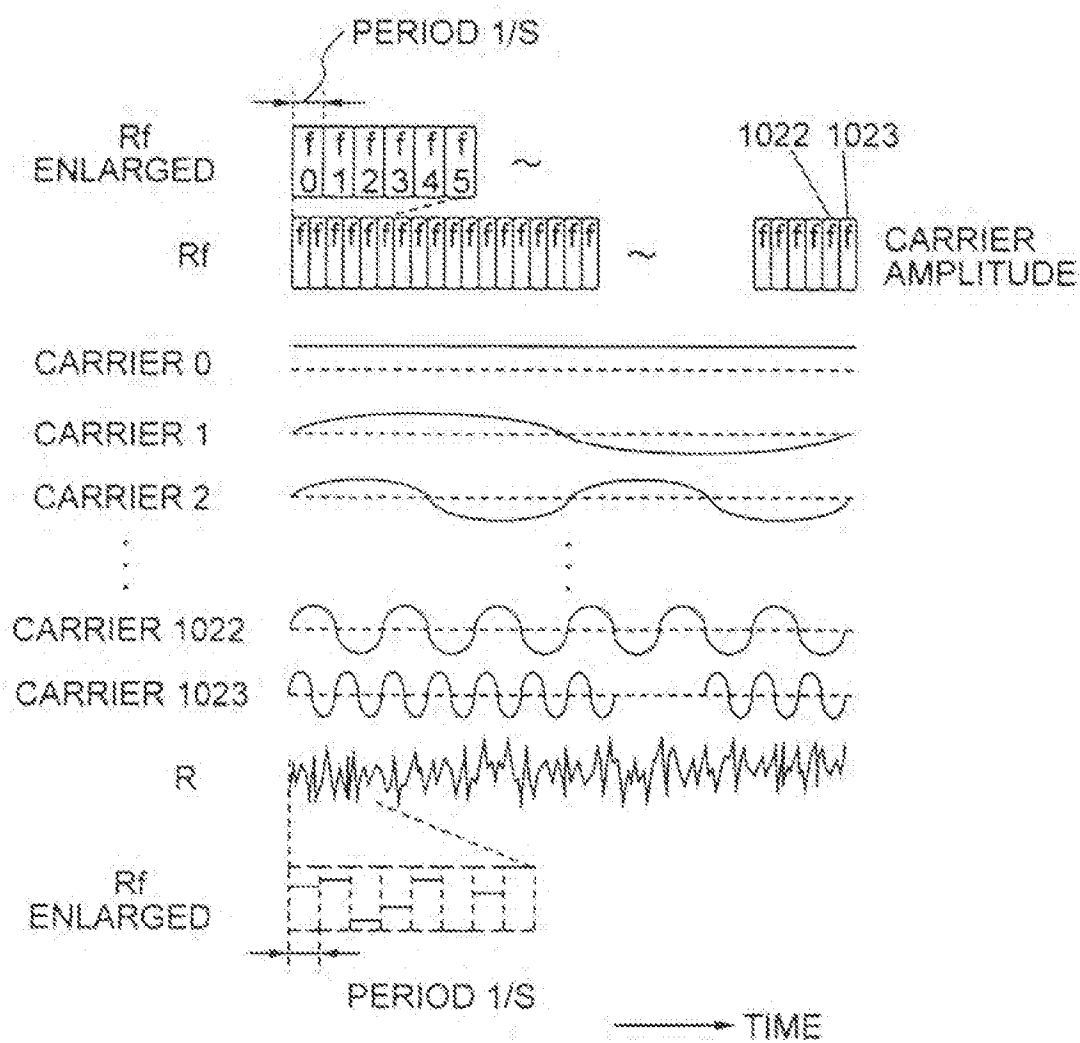 PERIOD 1/S
Rf
ENLARGED
f f f f f f
0 1 2 3 4 5
~
1022 1023
Rf
f f f f f f f f f f f f f f f f f f f f
~
f f f f f f
CARRIER
AMPLITUDE
CARRIER 0
CARRIER 1
CARRIER 2
CARRIER 1022
CARRIER 1023
R
Rf
ENLARGED
PERIOD 1/S
TIME